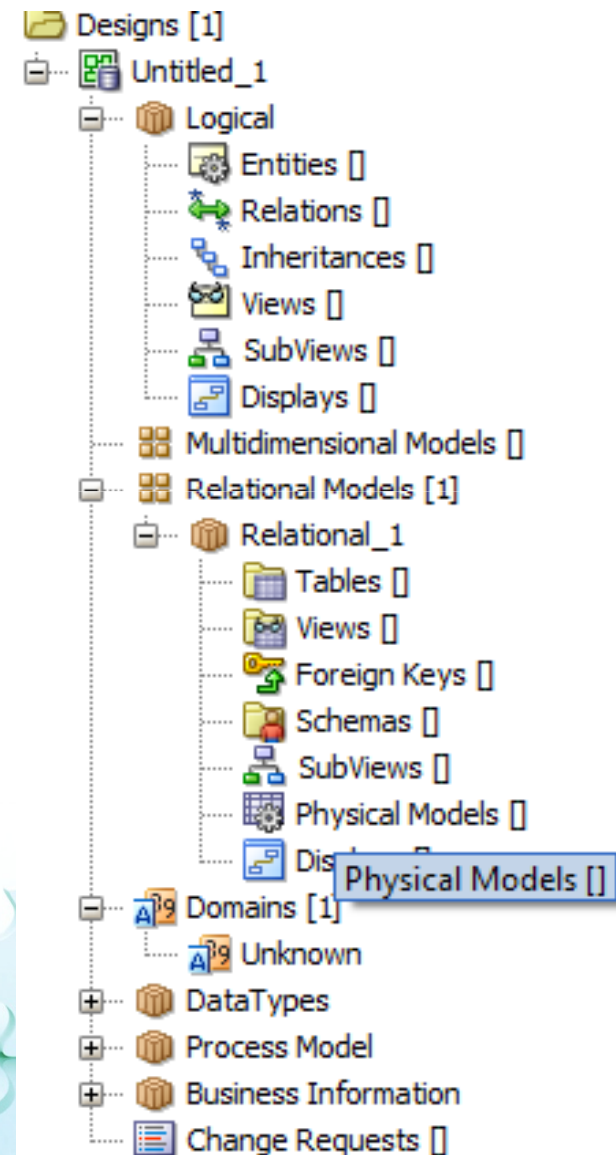 Designs [1]
Untitled_1
Logical
Entities []
Relations []
Inheritances []
Views []
SubViews []
Displays []
Multidimensional Models []
Relational Models [1]
Relational_1
Tables []
Views []
Foreign Keys []
Schemas []
SubViews []
Physical Models []
Dis
Physical Models []
Domains [1]
Unknown
DataTypes
Process Model
Business Information
Change Requests []